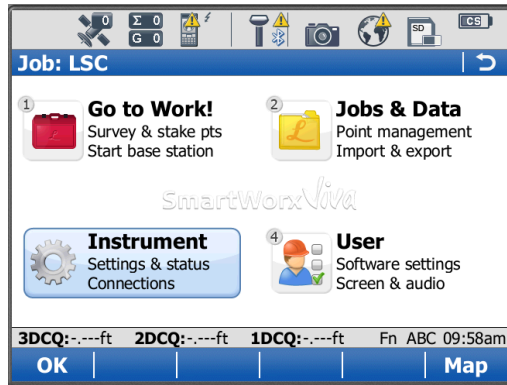 0 Σ 0 SD CS
G 0
Job: LSC
1 Go to Work!
Survey & stake pts
Start base station
2 Jobs & Data
Point management
Import & export
SmartWorx Viva
Instrument
Settings & status
Connections
4 User
Software settings
Screen & audio
3DCQ:-.---ft 2DCQ:-.---ft 1DCQ:-.---ft Fn ABC 09:58am
OK Map